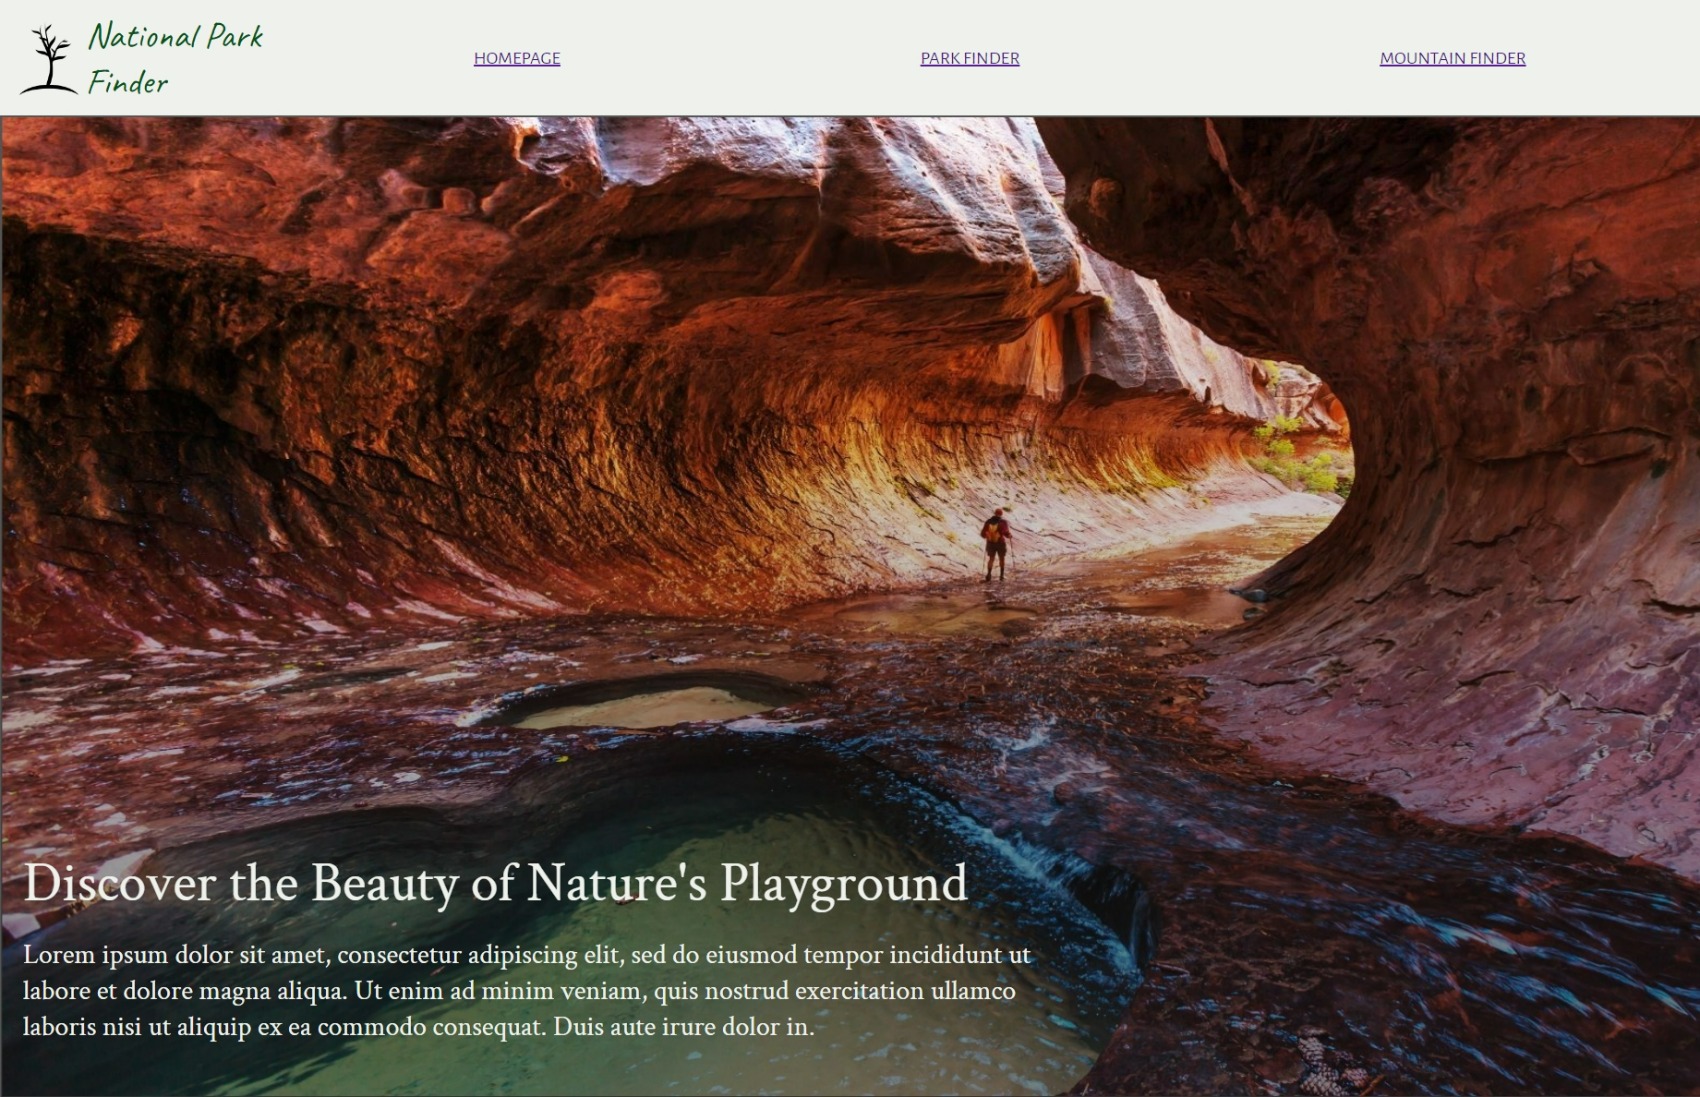 National Park
Finder
HOMEPAGE
PARK FINDER
MOUNTAIN FINDER
Discover the Beauty of Nature's Playground
Lorem ipsum dolor sit amet, consectetur adipiscing elit, sed do eiusmod tempor incididunt ut
labore et dolore magna aliqua. Ut enim ad minim veniam, quis nostrud exercitation ullamco
laboris nisi ut aliquip ex ea commodo consequat. Duis aute irure dolor in.